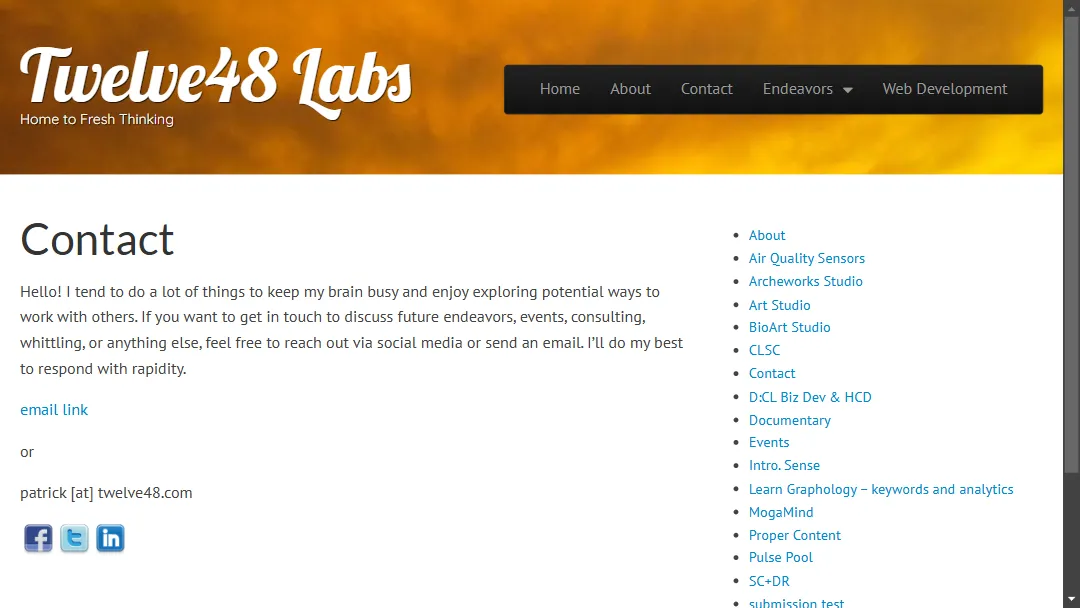 Twelve48 Labs
Home to Fresh Thinking
Home About Contact Endeavors Web Development
Contact
Hello! I tend to do a lot of things to keep my brain busy and enjoy exploring potential ways to
work with others. If you want to get in touch to discuss future endeavors, events, consulting,
whittling, or anything else, feel free to reach out via social media or send an email. I’ll do my best
to respond with rapidity.
email link
or
patrick [at] twelve48.com
About
Air Quality Sensors
Archeworks Studio
Art Studio
BioArt Studio
CLSC
Contact
D:CL Biz Dev & HCD
Documentary
Events
Intro. Sense
Learn Graphology – keywords and analytics
MogaMind
Proper Content
Pulse Pool
SC+DR
submission test